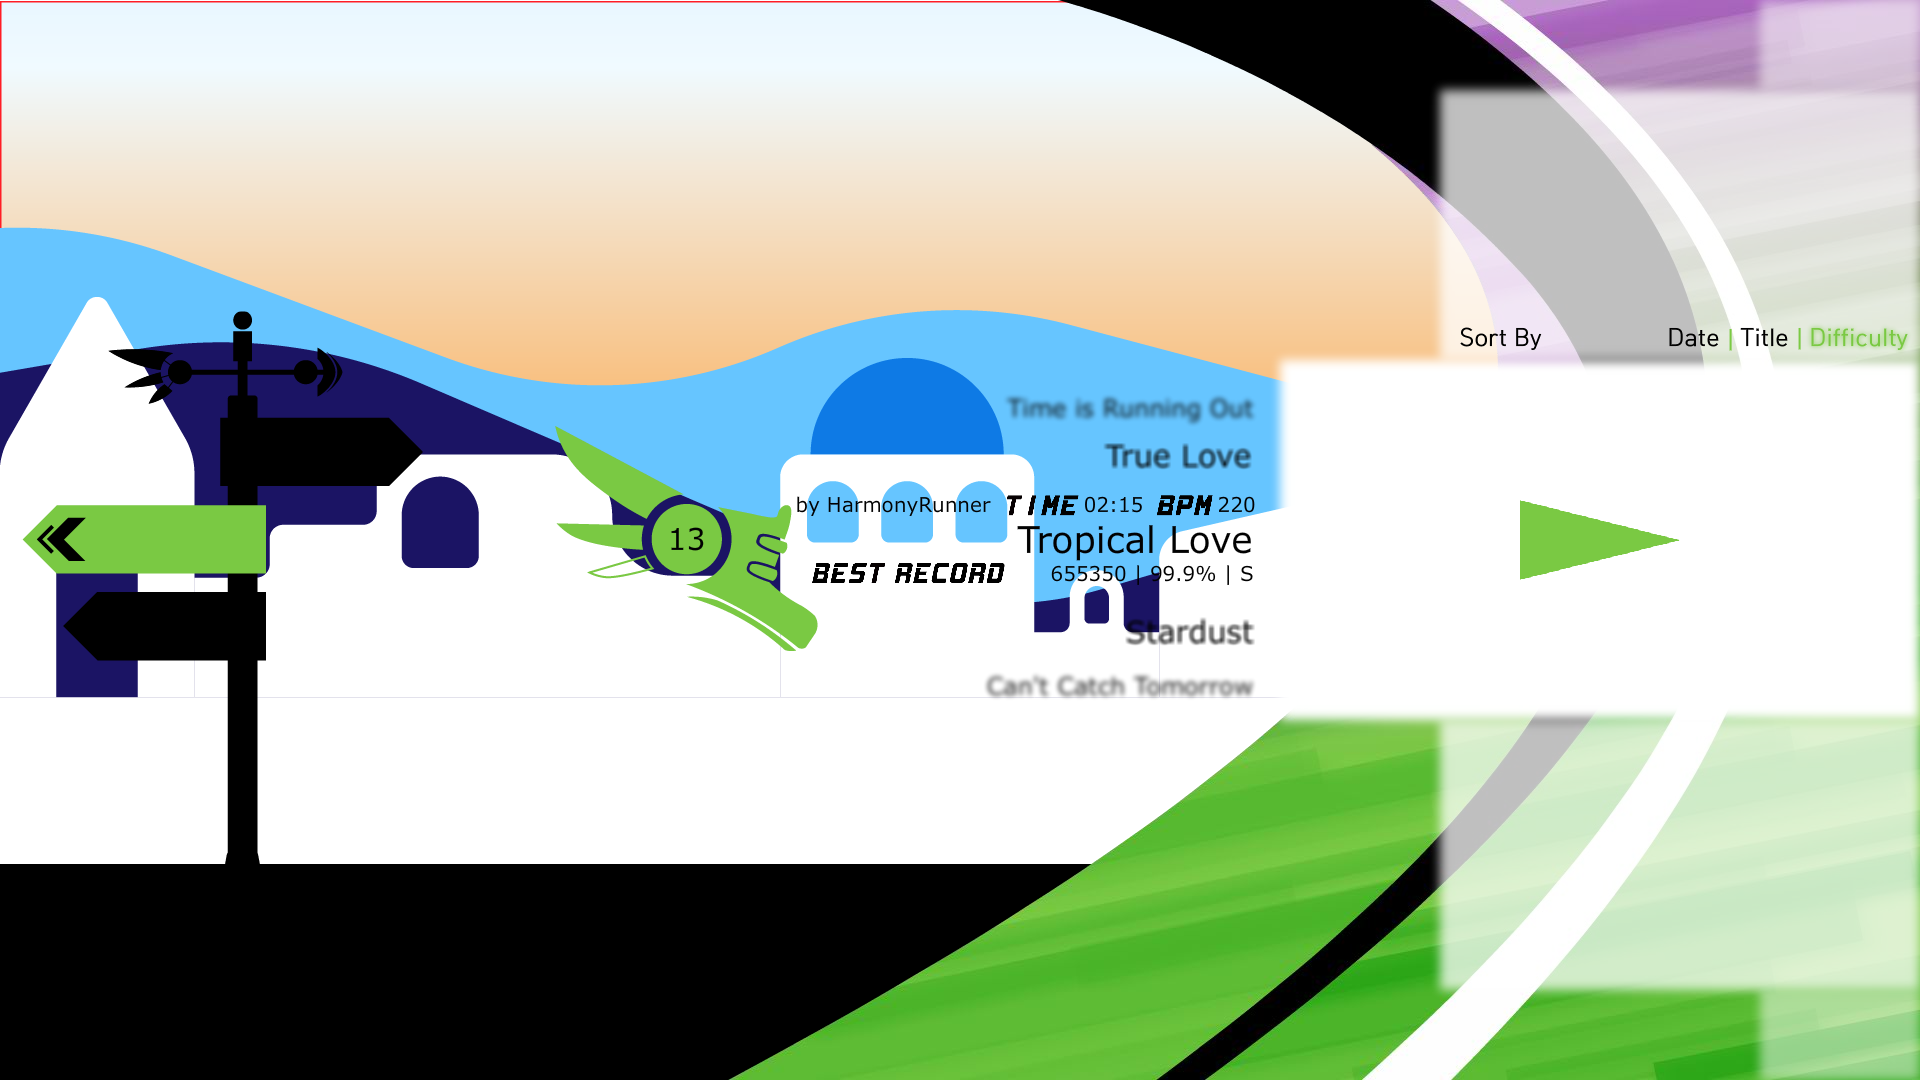 Sort By Date | Title | Difficulty
Time is Running Out
True Love
by HarmonyRunner TIME 02:15 BPM 220
13 Tropical Love
BEST RECORD 655350 | 99.9% | S
Stardust
Can't Catch Tomorrow